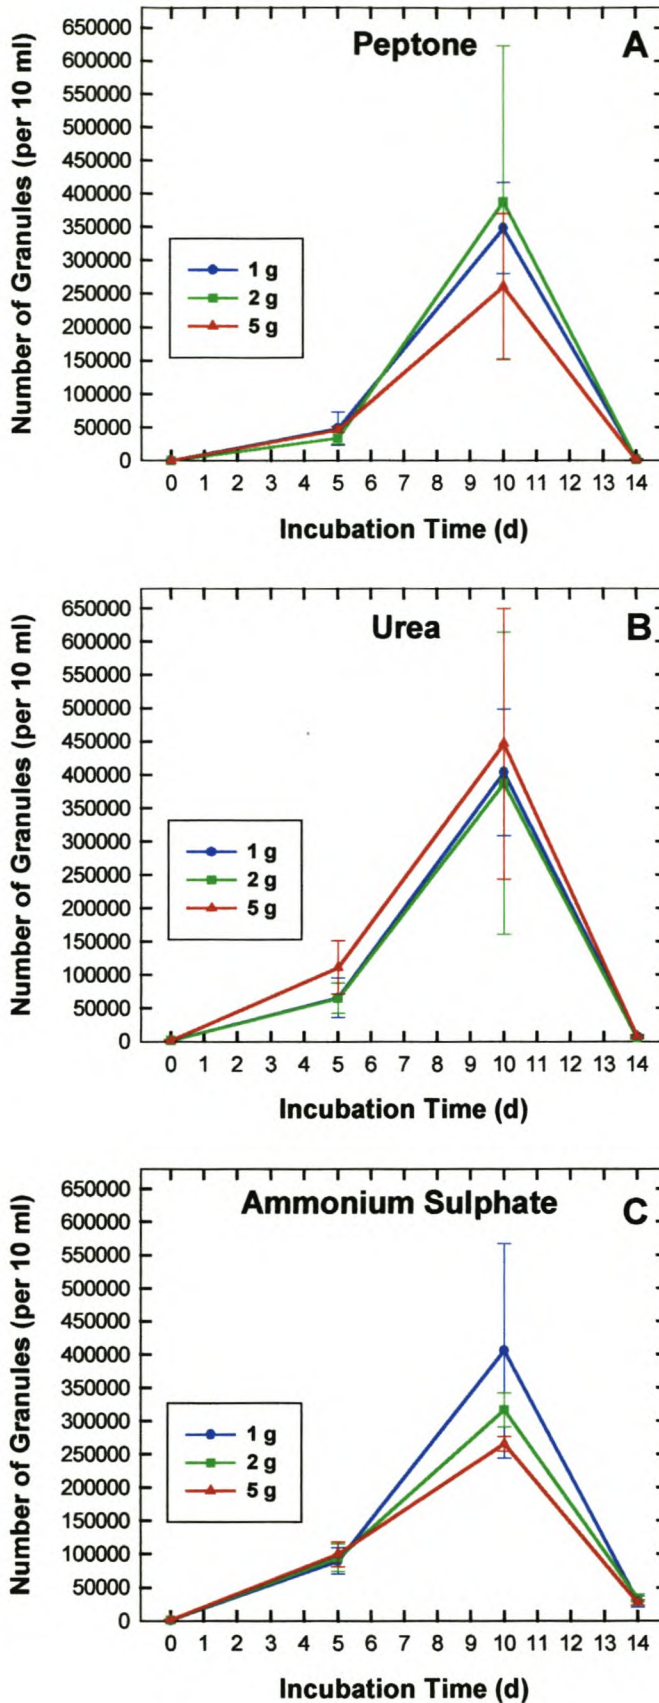 Peptone
A
Number of Granules (per 10 ml)
650000
600000
550000
500000
450000
400000
350000
300000
250000
200000
150000
100000
50000
0
1 g
2 g
5 g
0 1 2 3 4 5 6 7 8 9 10 11 12 13 14
Incubation Time (d)
Urea
B
Number of Granules (per 10 ml)
650000
600000
550000
500000
450000
400000
350000
300000
250000
200000
150000
100000
50000
0
1 g
2 g
5 g
0 1 2 3 4 5 6 7 8 9 10 11 12 13 14
Incubation Time (d)
Ammonium Sulphate
C
Number of Granules (per 10 ml)
650000
600000
550000
500000
450000
400000
350000
300000
250000
200000
150000
100000
50000
0
1 g
2 g
5 g
0 1 2 3 4 5 6 7 8 9 10 11 12 13 14
Incubation Time (d)